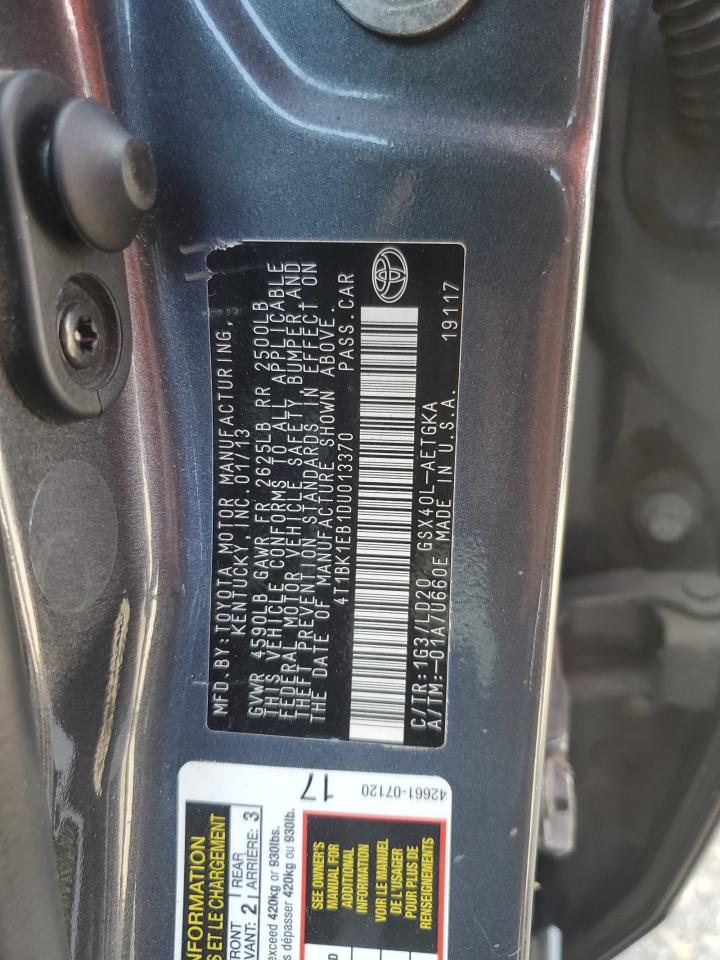 MFD. BY: TOYOTA MOTOR MANUFACTURING,
KENTUCKY, INC. 01/13
GVWR 4590LB GAWR FR 2625LB RR 2500LB
THIS VEHICLE CONFORMS TO ALL APPLICABLE
FEDERAL MOTOR VEHICLE SAFETY, BUMPER AND
THEFT PREVENTION STANDARDS IN EFFECT ON
THE DATE OF MANUFACTURE SHOWN ABOVE.
4T1BK1EB1DU013370 PASS. CAR
C/TR: 1G3/LD20 GSX40L-AETGKA
A/TM: -01A/U660E MADE IN U.S.A. 19117
INFORMATION
S ET LE CHARGEMENT
FRONT
AVANT: 2
REAR
ARRIÈRE: 3
exceed 420kg or 930lbs.
s dépasser 420kg ou 930lb.
SEE OWNER'S
MANUAL FOR
ADDITIONAL
INFORMATION
VOIR LE MANUEL
DE L'USAGER
POUR PLUS DE
RENSEIGNEMENTS
17
42661-07120